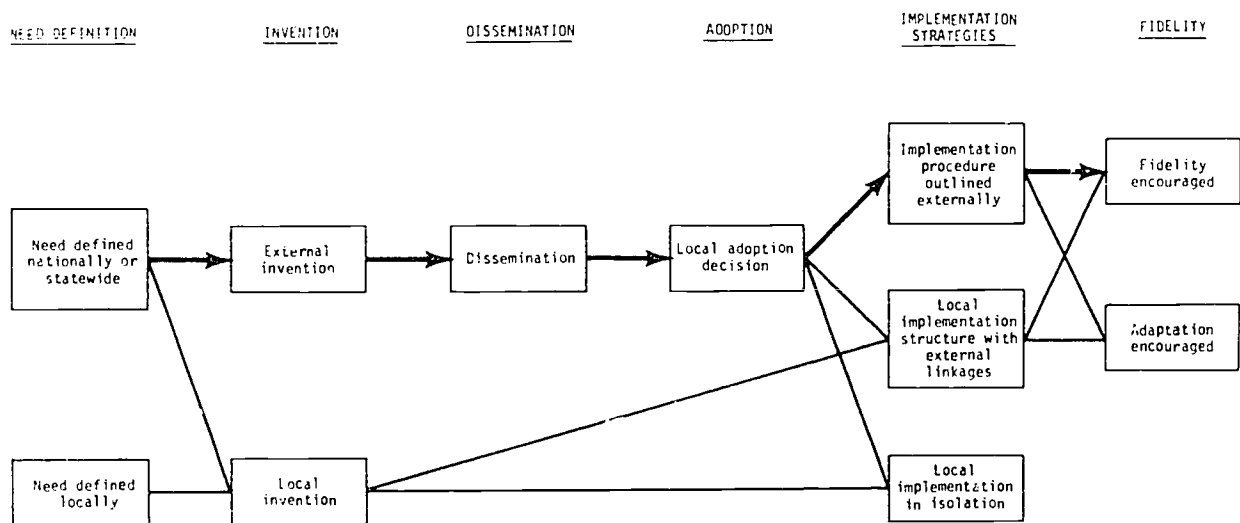 NEED DEFINITION
INVENTION
DISSEMINATION
ADOPTION
IMPLEMENTATION
STRATEGIES
FIDELITY
Implementation
procedure
outlined
externally
Fidelity
encouraged
Need defined
nationally or
statewide
External
invention
Dissemination
Local adoption
decision
Local
implementation
structure with
external
linkages
Adaptation
encouraged
Need defined
locally
Local
invention
Local
implementation
in isolation